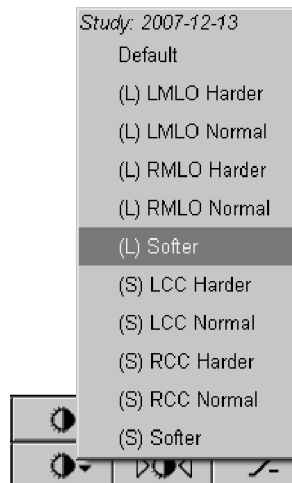 Study: 2007-12-13
Default
(L) LMLO Harder
(L) LMLO Normal
(L) RMLO Harder
(L) RMLO Normal
(L) Softer
(S) LCC Harder
(S) LCC Normal
(S) RCC Harder
(S) RCC Normal
(S) Softer